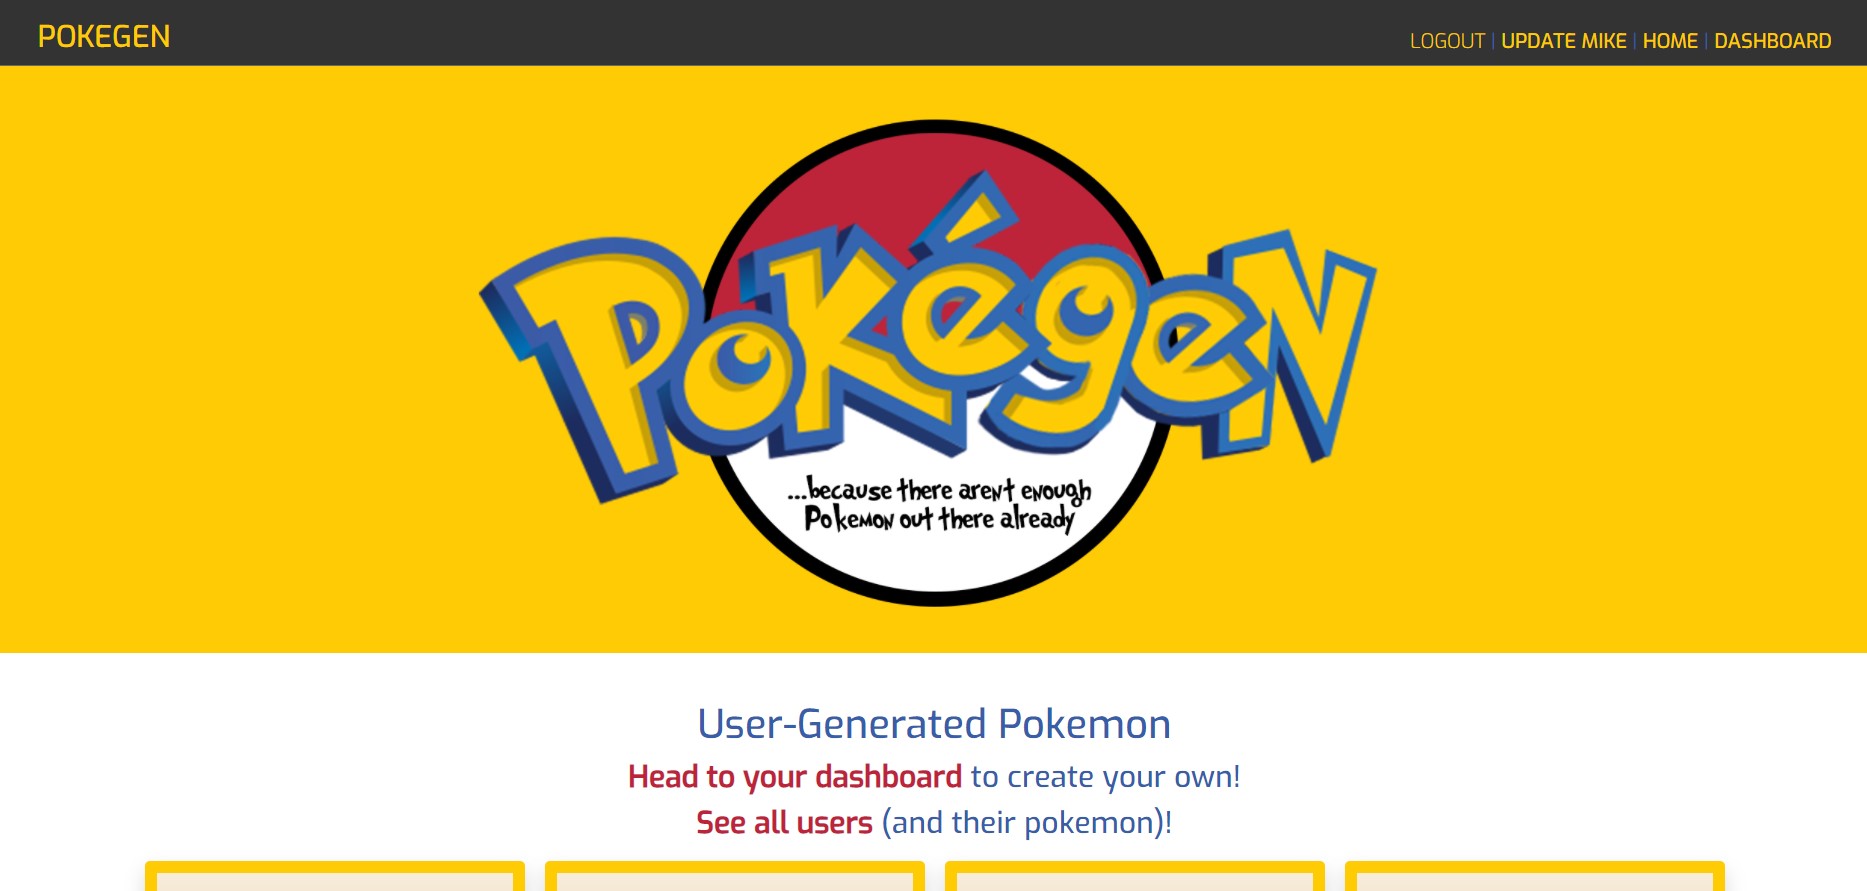 POKEGEN
LOGOUT | UPDATE MIKE | HOME | DASHBOARD
PokégeN
...because there aren't enough
Pokemon out there already
User-Generated Pokemon
Head to your dashboard to create your own!
See all users (and their pokemon)!